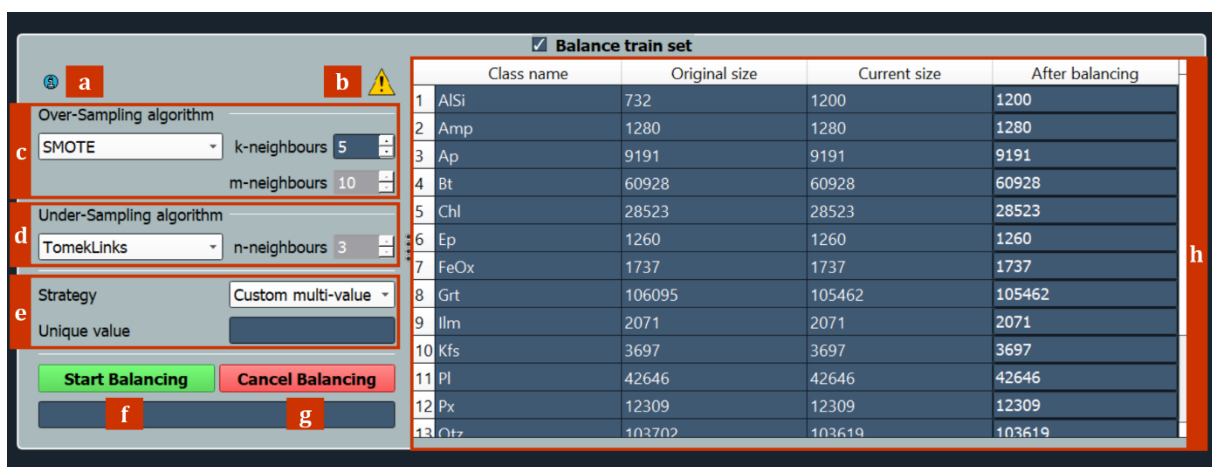 Balance train set
a
b
c
Over-Sampling algorithm
SMOTE k-neighbours 5
m-neighbours 10
d
Under-Sampling algorithm
TomekLinks n-neighbours 3
e
Strategy Custom multi-value
Unique value
Start Balancing Cancel Balancing
f g
Class name Original size Current size After balancing
1 AlSi 732 1200 1200
2 Amp 1280 1280 1280
3 Ap 9191 9191 9191
4 Bt 60928 60928 60928
5 Chl 28523 28523 28523
6 Ep 1260 1260 1260
7 FeOx 1737 1737 1737
8 Grt 106095 105462 105462
9 Ilm 2071 2071 2071
10 Kfs 3697 3697 3697
11 Pl 42646 42646 42646
12 Px 12309 12309 12309
13 Qtz 103702 103619 103619
h